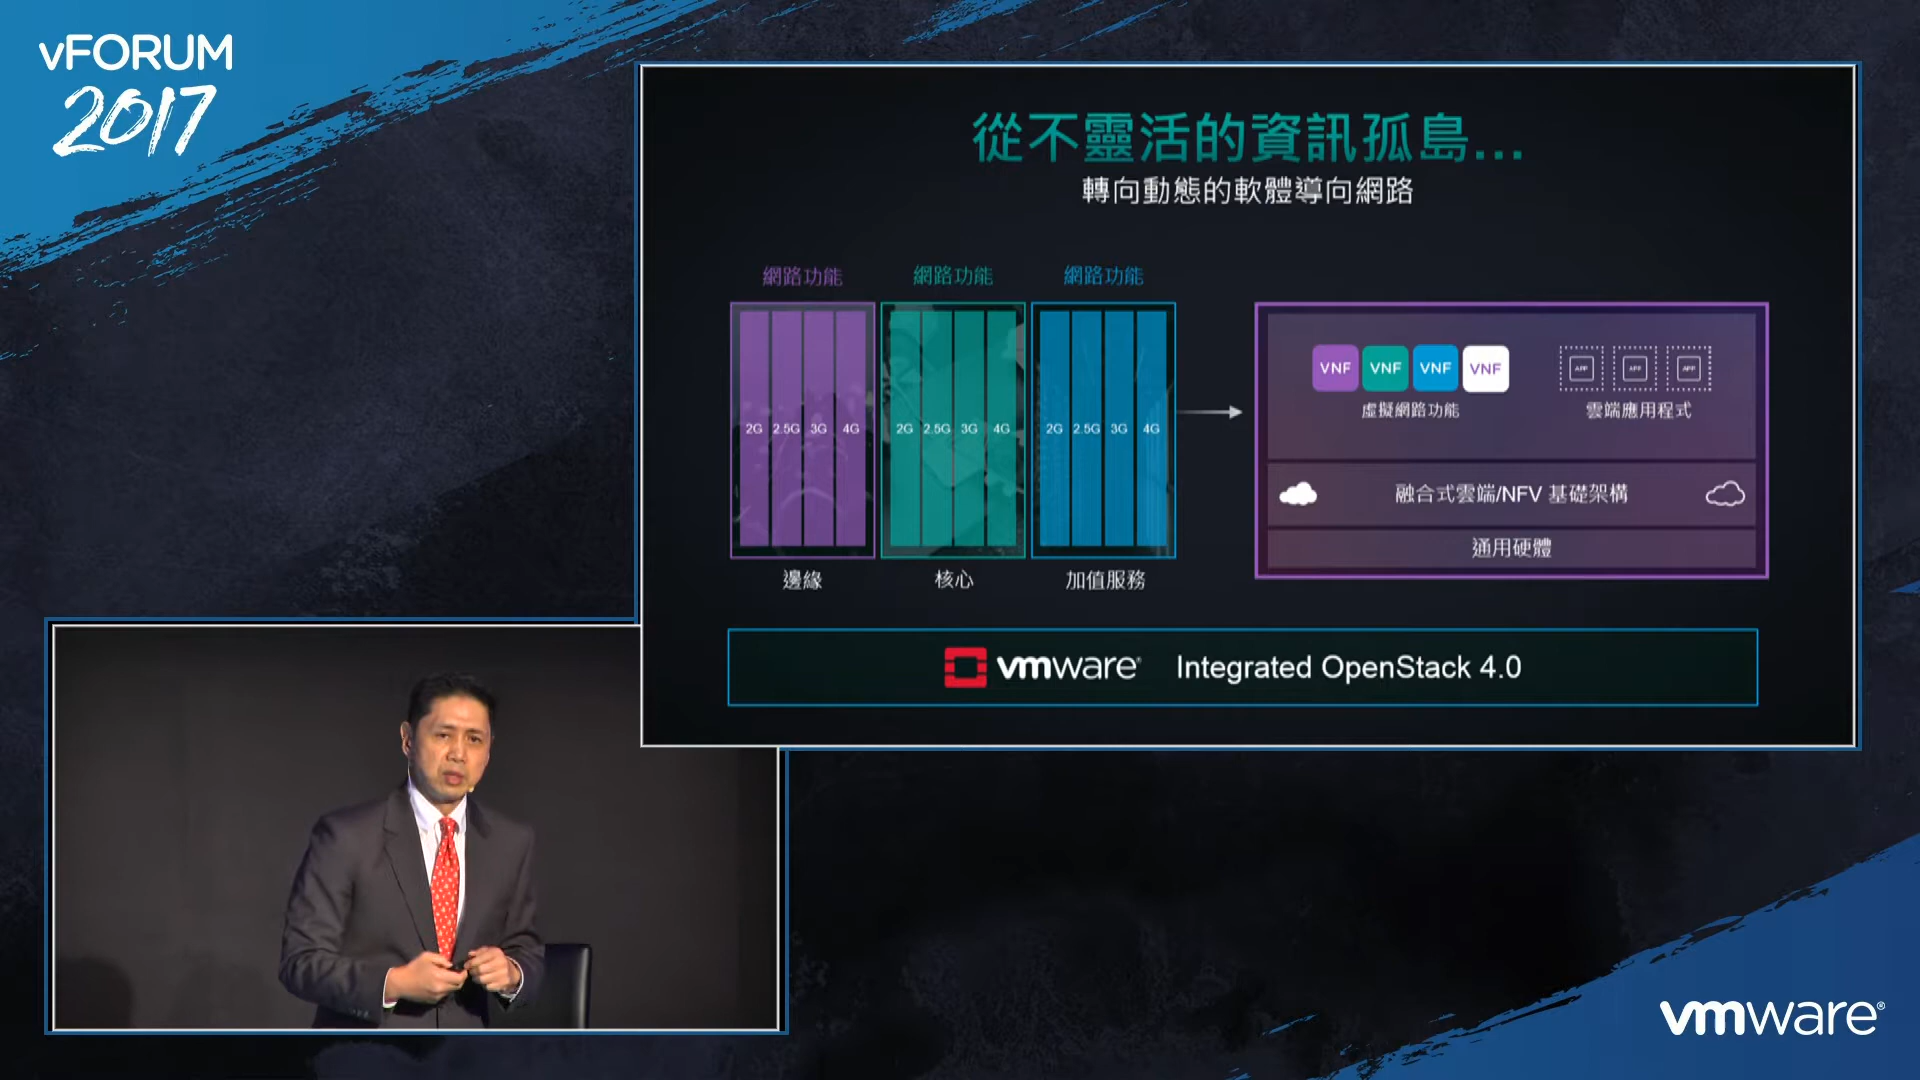 vFORUM
2017
從不靈活的資訊孤島...
轉向動態的軟體導向網路
網路功能 網路功能 網路功能
2G 2.5G 3G 4G 2G 2.5G 3G 4G 2G 2.5G 3G 4G
邊緣 核心 加值服務
VNF VNF VNF VNF APP APP APP
虛擬網路功能 雲端應用程式
融合式雲端/NFV 基礎架構
通用硬體
vmware® Integrated OpenStack 4.0
vmware®